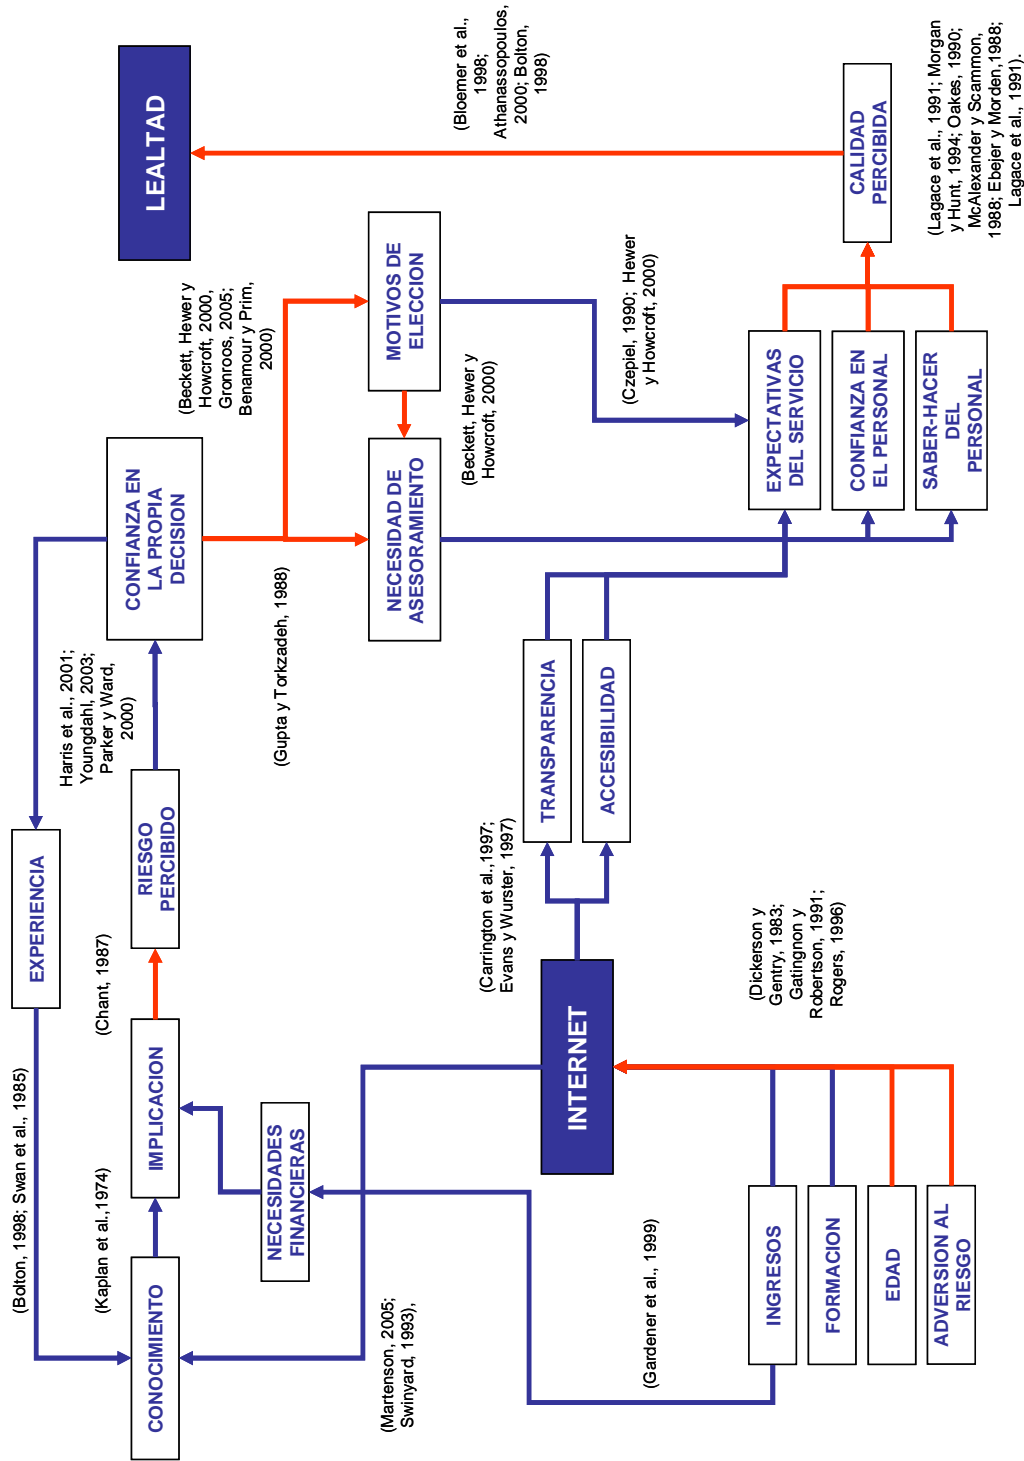 (Bolton, 1998; Swan et al., 1985)
EXPERIENCIA
(Kaplan et al.,1974)
(Chant, 1987)
Harris et al., 2001;
Youngdahl, 2003;
Parker y Ward,
2000)
CONOCIMIENTO
IMPLICACION
RIESGO
PERCIBIDO
CONFIANZA EN
LA PROPIA
DECISION
LEALTAD
(Beckett, Hewer y
Howcroft, 2000,
Gronroos, 2005;
Benamour y Prim,
2000)
NECESIDADES
FINANCIERAS
(Gupta y Torkzadeh, 1988)
(Martenson, 2005;
Swinyard, 1993),
NECESIDAD DE
ASESORAMIENTO
MOTIVOS DE
ELECCION
(Bloemer et al.,
1998;
Athanassopoulos,
2000; Bolton,
1998)
(Beckett, Hewer y
Howcroft, 2000)
(Carrington et al.,1997;
Evans y Wurster, 1997)
INTERNET
TRANSPARENCIA
ACCESIBILIDAD
(Czepiel, 1990; Hewer
y Howcroft, 2000)
(Gardener et al., 1999)
(Dickerson y
Gentry, 1983;
Gatingnon y
Robertson, 1991;
Rogers, 1996)
INGRESOS
FORMACION
EDAD
ADVERSION AL
RIESGO
EXPECTATIVAS
DEL SERVICIO
CONFIANZA EN
EL PERSONAL
SABER-HACER
DEL
PERSONAL
CALIDAD
PERCIBIDA
(Lagace et al., 1991; Morgan
y Hunt, 1994; Oakes, 1990;
McAlexander y Scammon,
1988; Ebejer y Morden,1988;
Lagace et al., 1991).